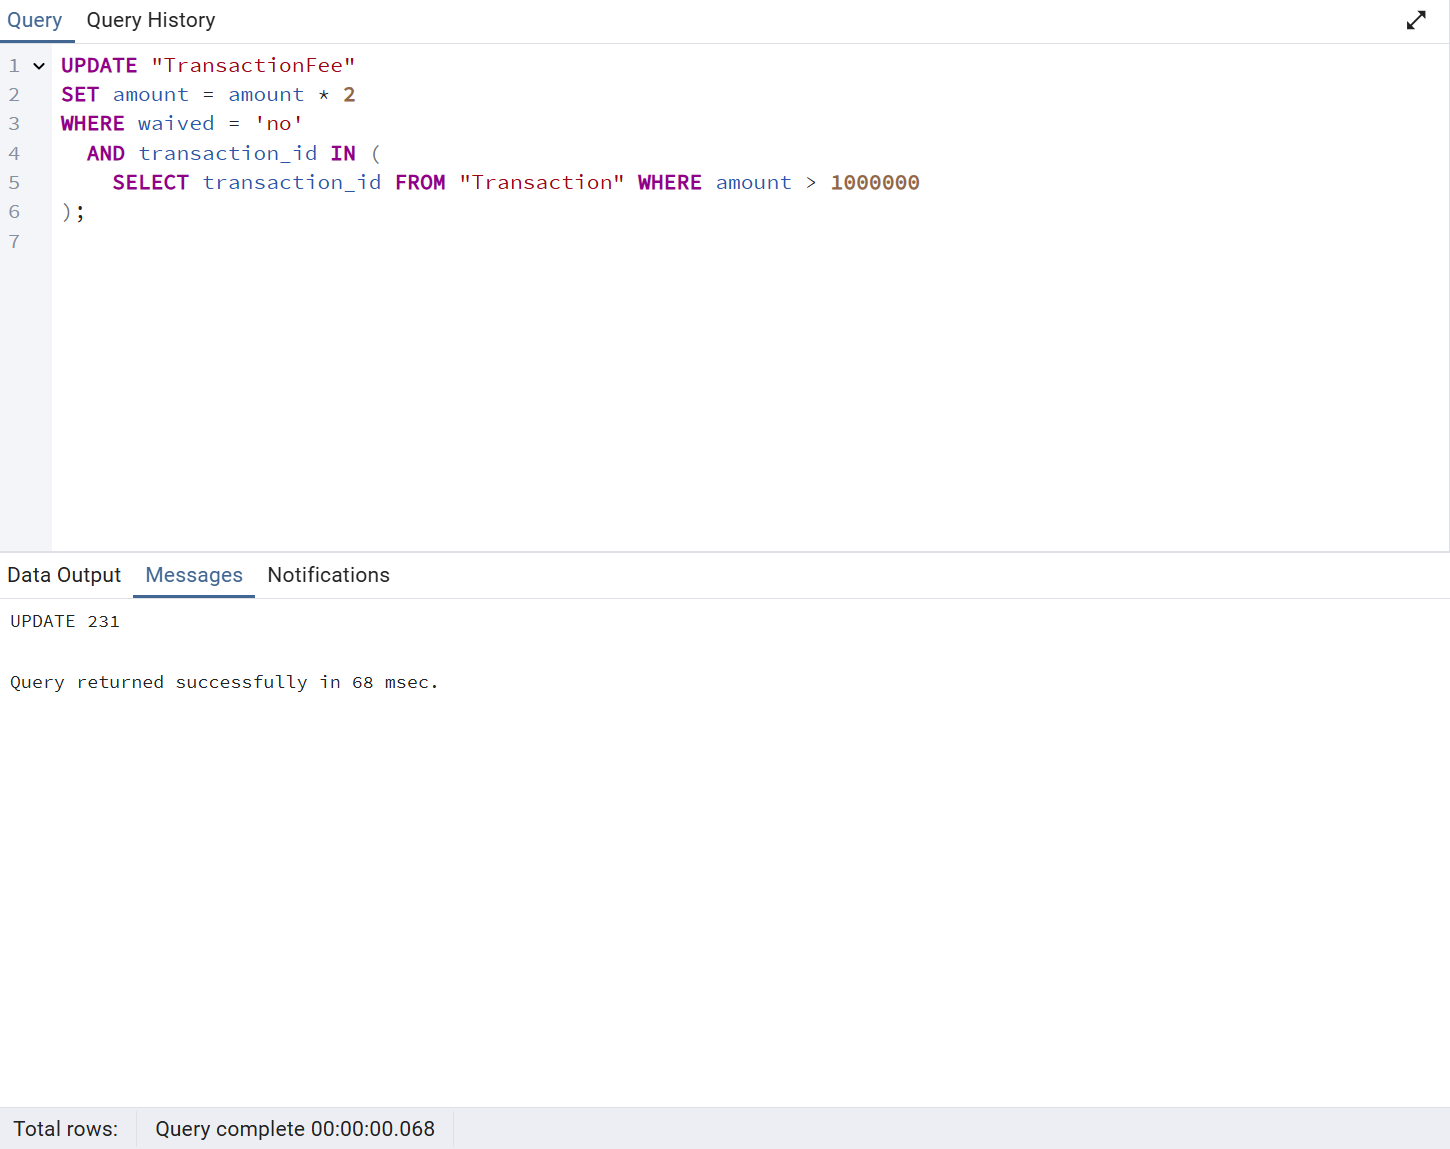 Query Query History
1 UPDATE "TransactionFee"
2 SET amount = amount * 2
3 WHERE waived = 'no'
4   AND transaction_id IN (
5     SELECT transaction_id FROM "Transaction" WHERE amount > 1000000
6 );
7
Data Output Messages Notifications
UPDATE 231
Query returned successfully in 68 msec.
Total rows: Query complete 00:00:00.068